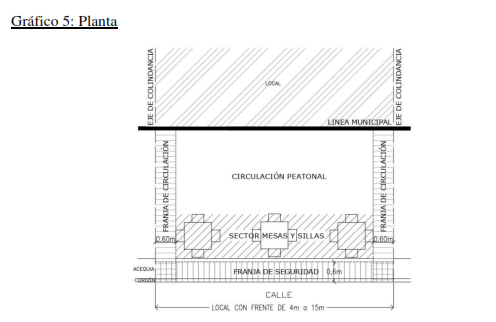 Gráfico 5: Planta
EJE DE COLINDANCIA
EJE DE COLINDANCIA
LOCAL
LINEA MUNICIPAL
FRANJA DE CIRCULACIÓN
FRANJA DE CIRCULACIÓN
CIRCULACIÓN PEATONAL
0,60m
SECTOR MESAS Y SILLAS
0,60m
ACEQUIA
FRANJA DE SEGURIDAD 0,6m
CORDÓN
CALLE
LOCAL CON FRENTE DE 4m a 15m